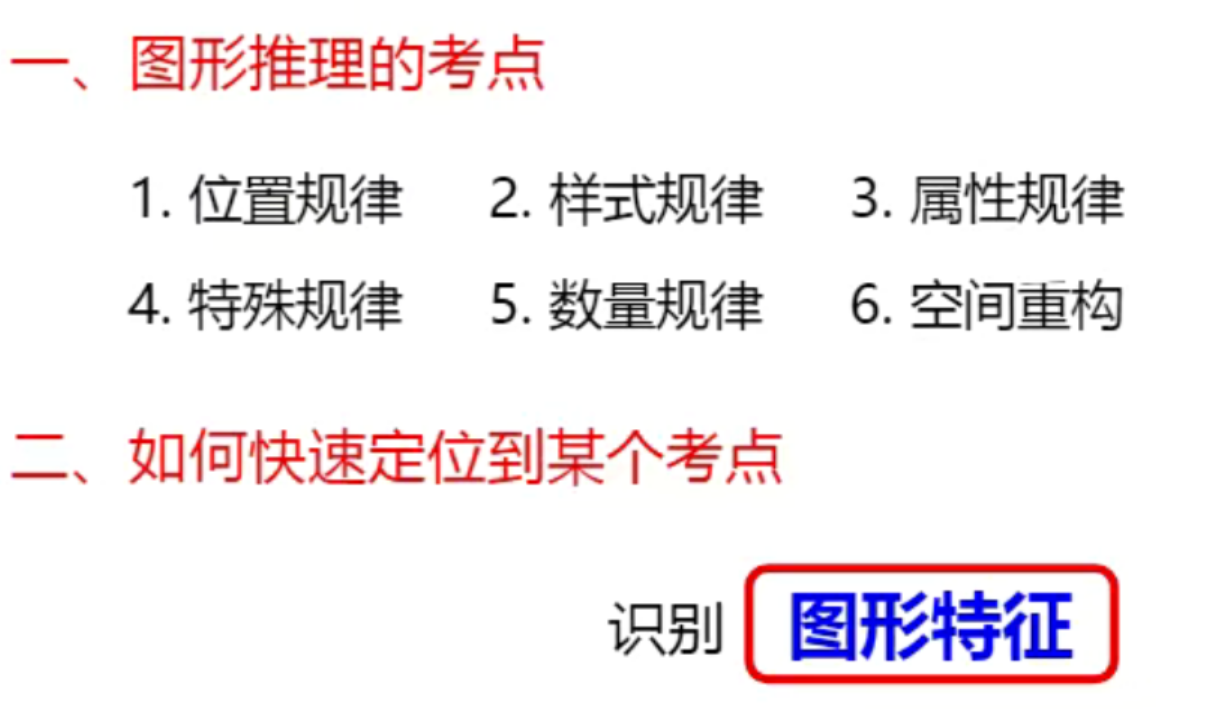 一、图形推理的考点
1. 位置规律 2. 样式规律 3. 属性规律
4. 特殊规律 5. 数量规律 6. 空间重构
二、如何快速定位到某个考点
识别 图形特征